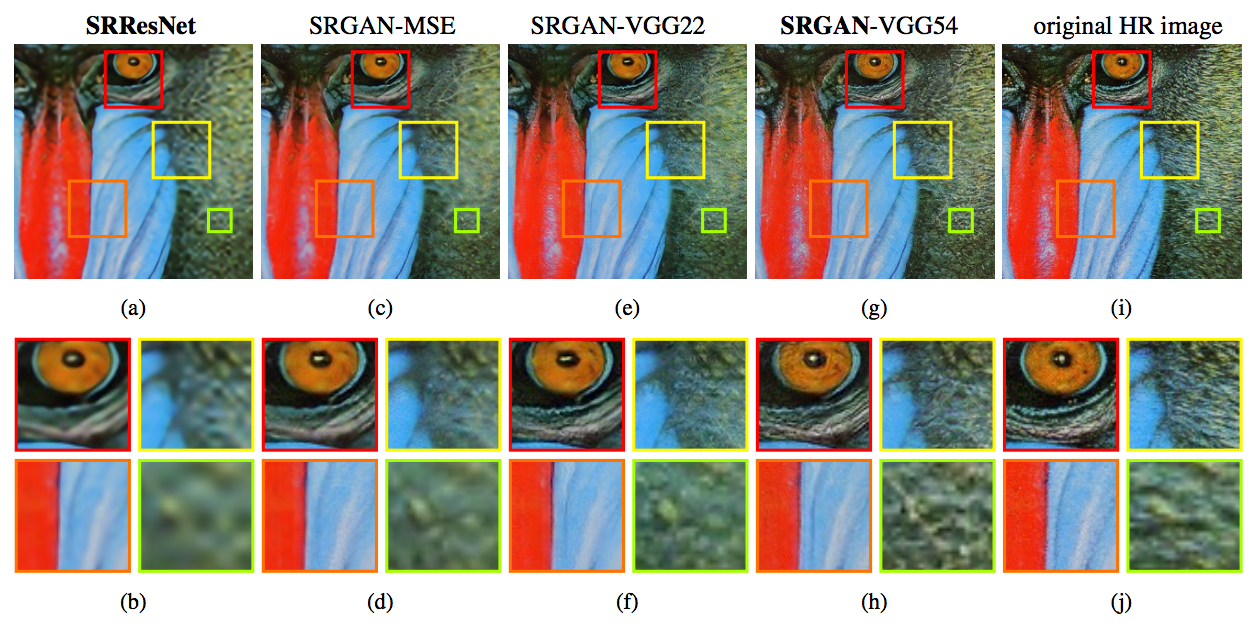 SRResNet SRGAN-MSE SRGAN-VGG22 SRGAN-VGG54 original HR image
(a) (c) (e) (g) (i)
(b) (d) (f) (h) (j)